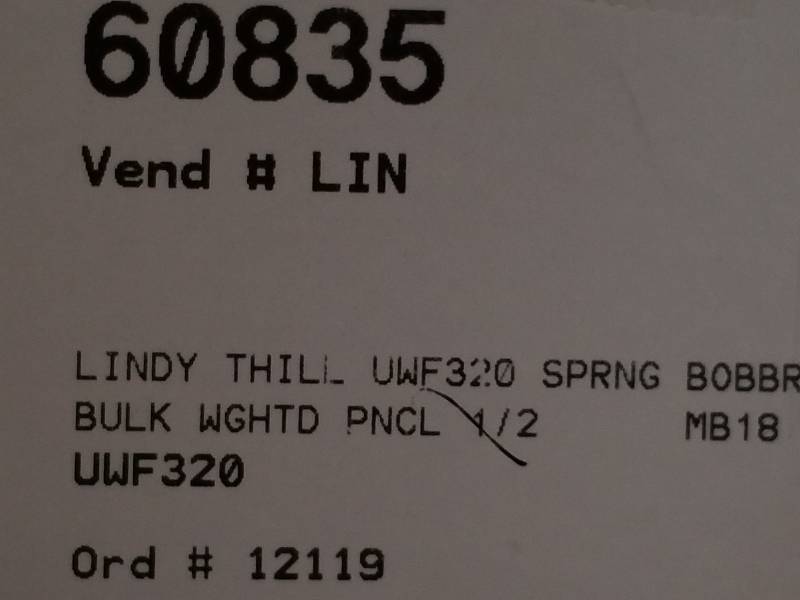 60835
Vend # LIN
LINDY THILL UWF320 SPRNG BOBBR
BULK WGHTD PNCL 1/2 MB18
UWF320
Ord # 12119